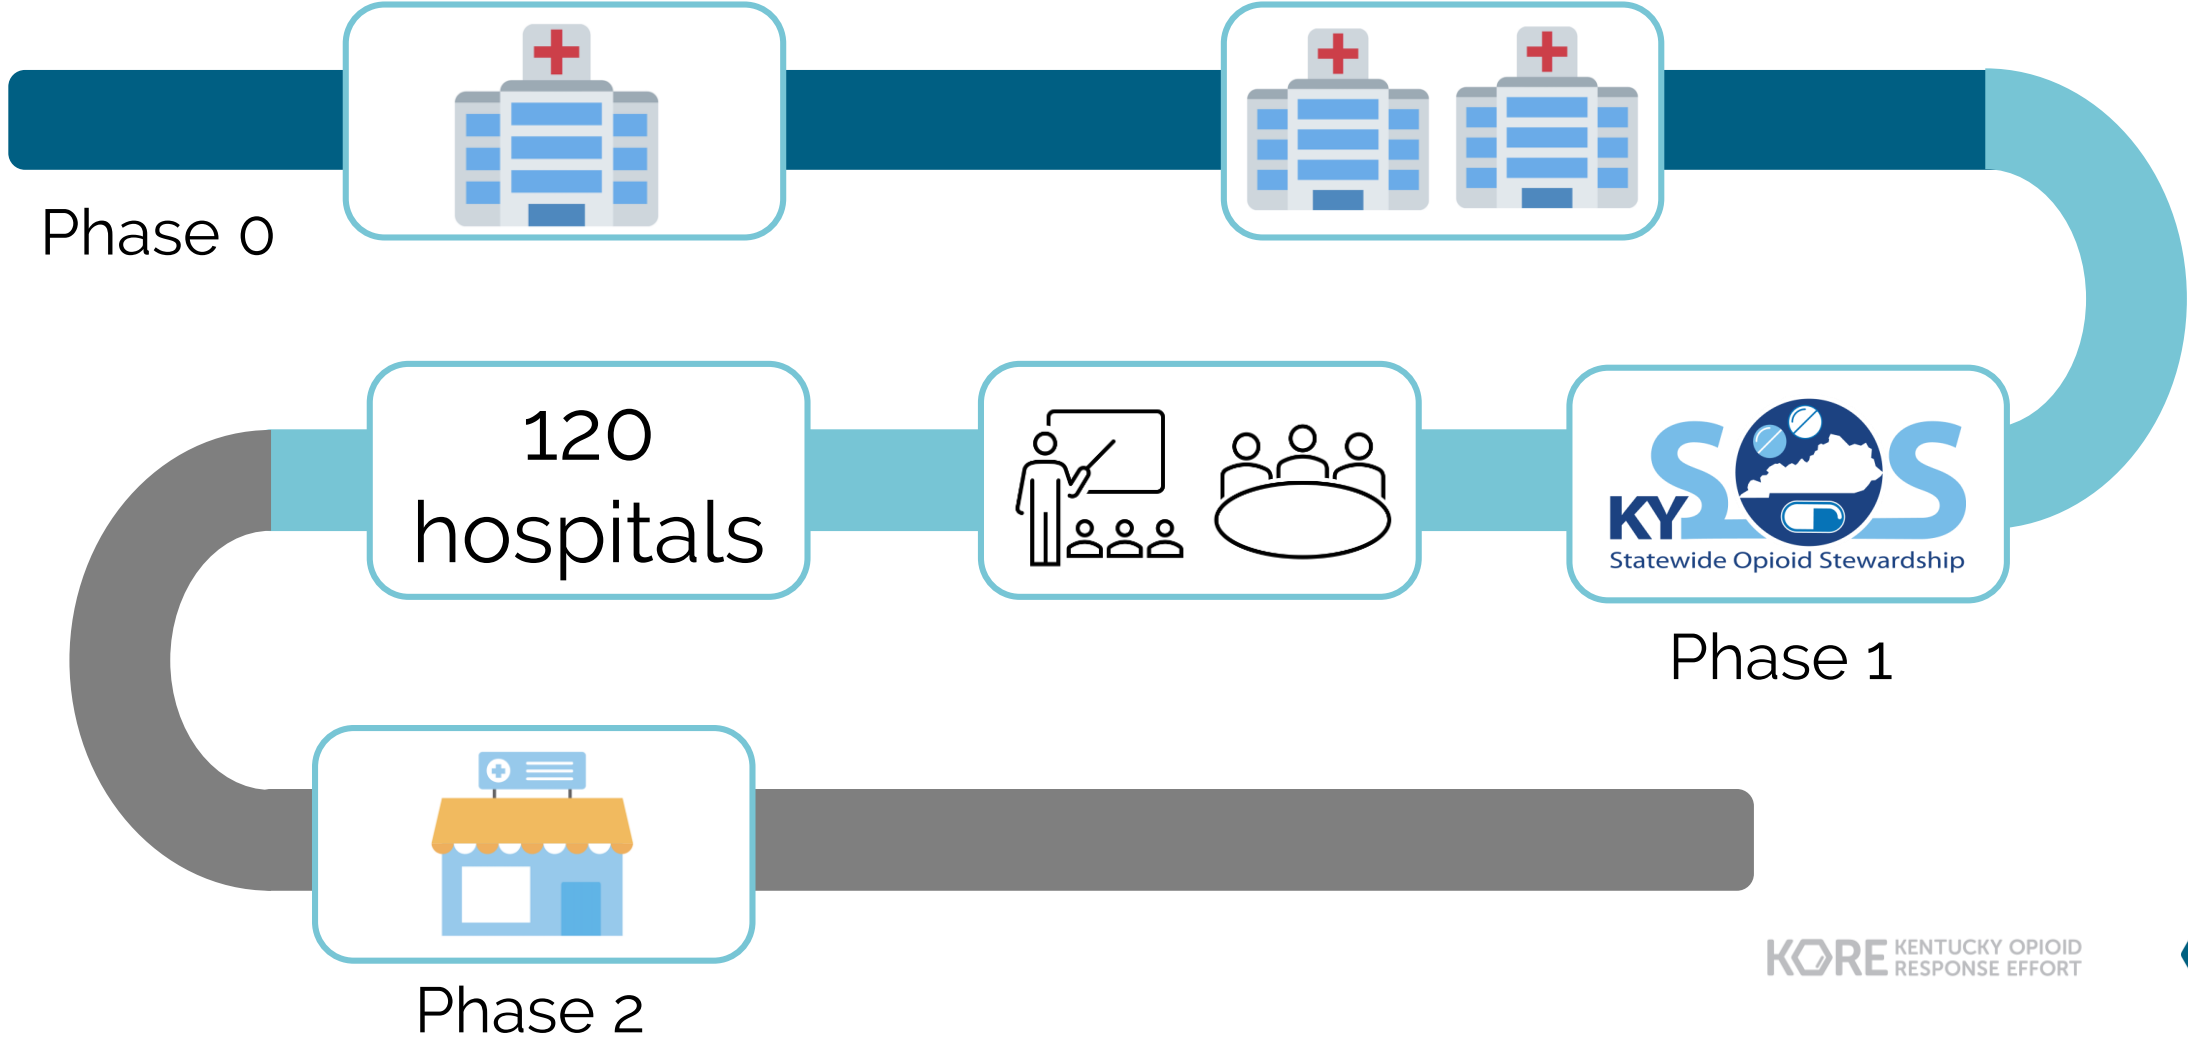 Phase 0
120
hospitals
KY SOS
Statewide Opioid Stewardship
Phase 1
Phase 2
KORE KENTUCKY OPIOID
RESPONSE EFFORT